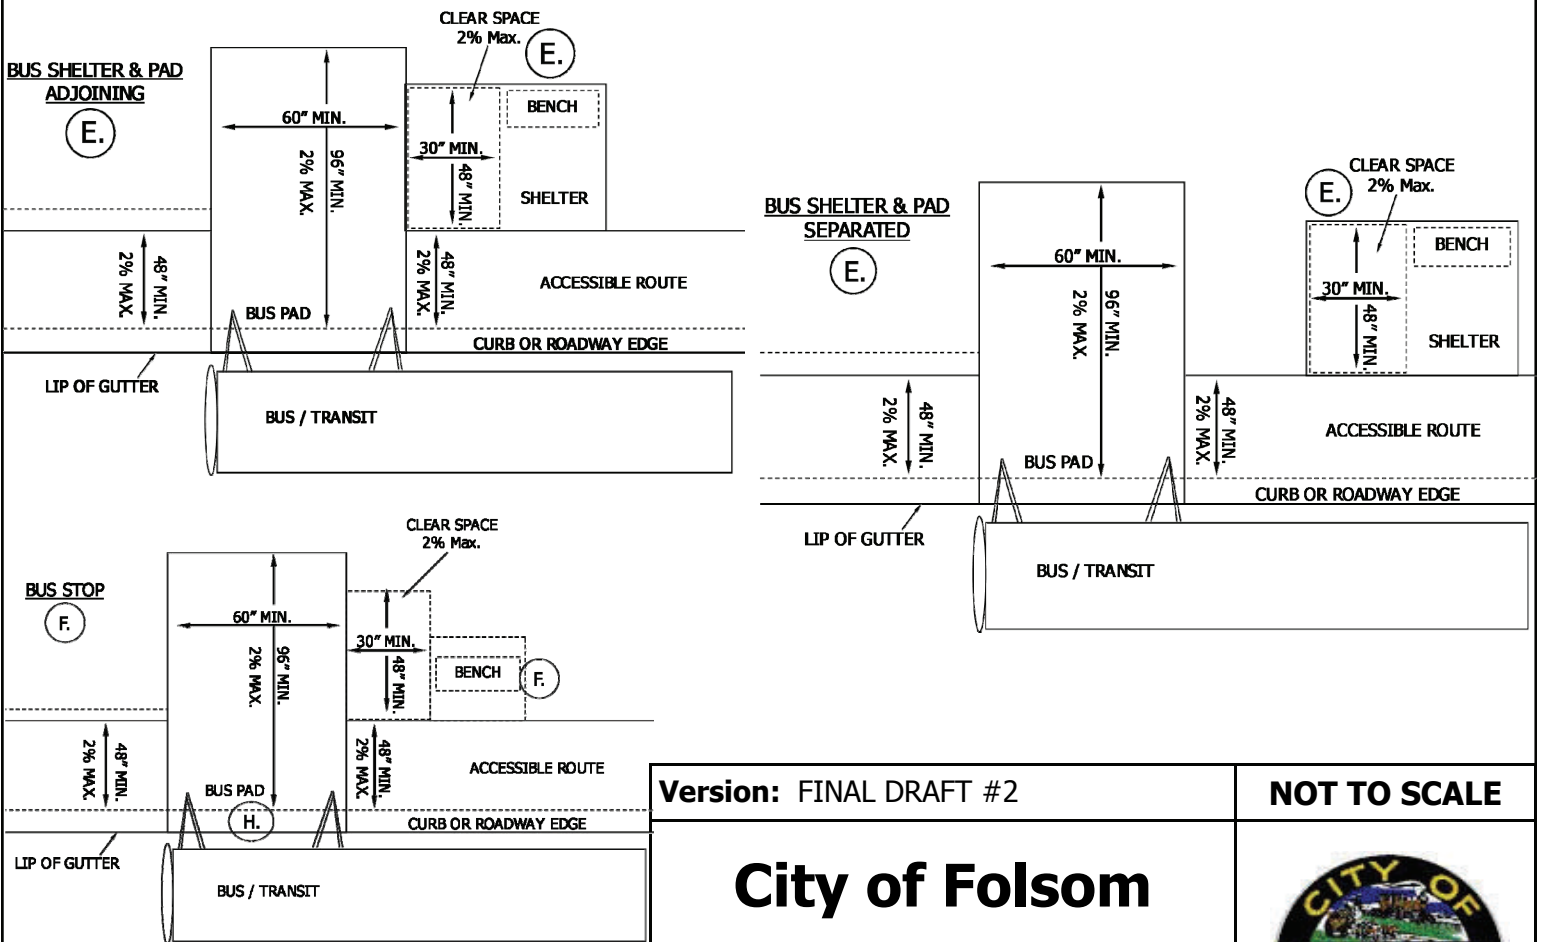 CLEAR SPACE
2% Max.
E.
BUS SHELTER & PAD
ADJOINING
E.
60" MIN.
96" MIN.
2% MAX.
BENCH
30" MIN.
48" MIN.
SHELTER
48" MIN.
2% MAX.
48" MIN.
2% MAX.
ACCESSIBLE ROUTE
BUS PAD
CURB OR ROADWAY EDGE
LIP OF GUTTER
BUS / TRANSIT
CLEAR SPACE
2% Max.
E.
BUS SHELTER & PAD
SEPARATED
E.
60" MIN.
96" MIN.
2% MAX.
BENCH
30" MIN.
48" MIN.
SHELTER
48" MIN.
2% MAX.
48" MIN.
2% MAX.
ACCESSIBLE ROUTE
BUS PAD
CURB OR ROADWAY EDGE
LIP OF GUTTER
BUS / TRANSIT
CLEAR SPACE
2% Max.
BUS STOP
F.
60" MIN.
96" MIN.
2% MAX.
30" MIN.
48" MIN.
BENCH
F.
48" MIN.
2% MAX.
48" MIN.
2% MAX.
ACCESSIBLE ROUTE
BUS PAD
H.
CURB OR ROADWAY EDGE
LIP OF GUTTER
BUS / TRANSIT
Version: FINAL DRAFT #2
NOT TO SCALE
City of Folsom
CITY OF